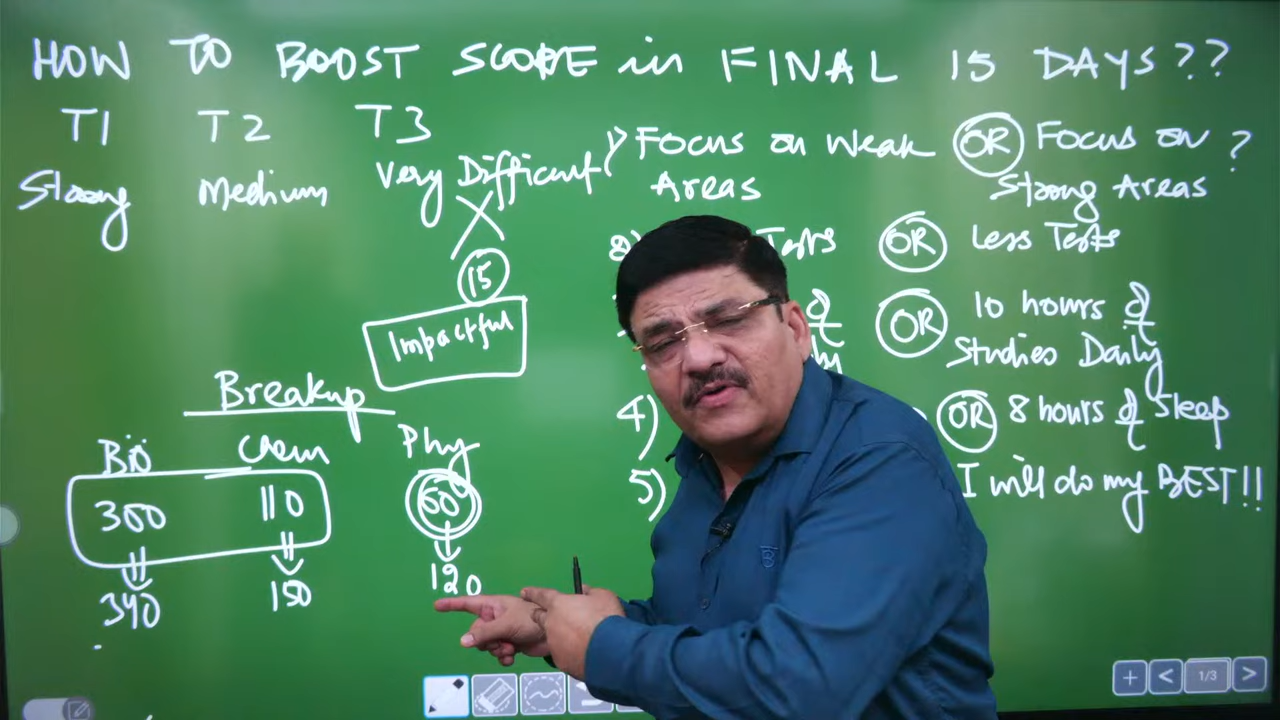 HOW TO BOOST SCORE in FINAL 15 DAYS??
T1 T2 T3
Strong Medium Very Difficult
15
Impactful
Breakup
Bio Chem Phy
300 110 60
340 150 120
Focus on Weak Areas OR Focus on Strong Areas ?
Tests OR Less Tests
of OR 10 hours of Studies Daily
4) OR 8 hours of Sleep
5) I will do my BEST!!
1/3